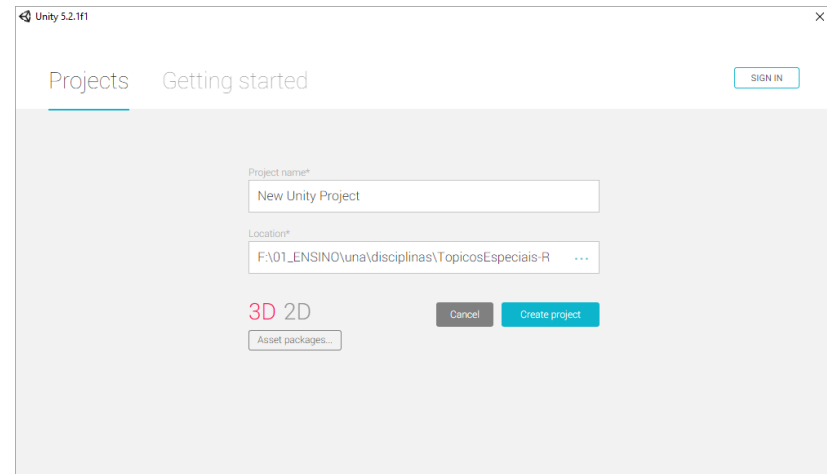 Unity 5.2.1f1
Projects Getting started SIGN IN
Project name*
New Unity Project
Location*
F:\01_ENSINO\una\disciplinas\TopicosEspeciais-R ...
3D 2D Cancel Create project
Asset packages...